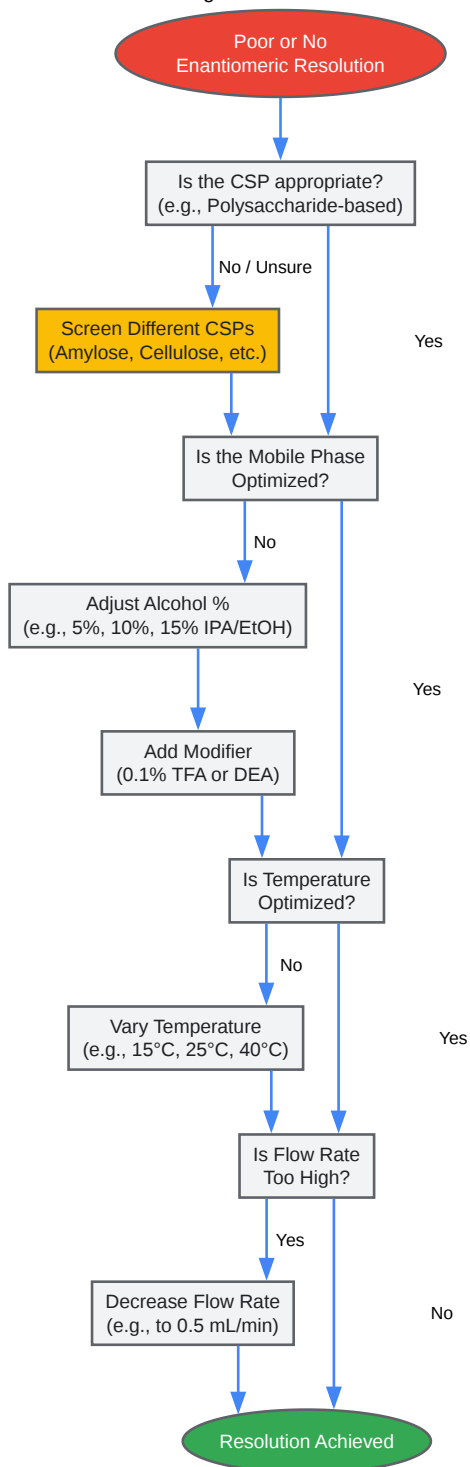 Poor or No
Enantiomeric Resolution
Is the CSP appropriate?
(e.g., Polysaccharide-based)
No / Unsure
Screen Different CSPs
(Amylose, Cellulose, etc.)
Yes
Is the Mobile Phase
Optimized?
No
Adjust Alcohol %
(e.g., 5%, 10%, 15% IPA/EtOH)
Yes
Add Modifier
(0.1% TFA or DEA)
Is Temperature
Optimized?
No
Vary Temperature
(e.g., 15°C, 25°C, 40°C)
Yes
Is Flow Rate
Too High?
Yes
Decrease Flow Rate
(e.g., to 0.5 mL/min)
No
Resolution Achieved